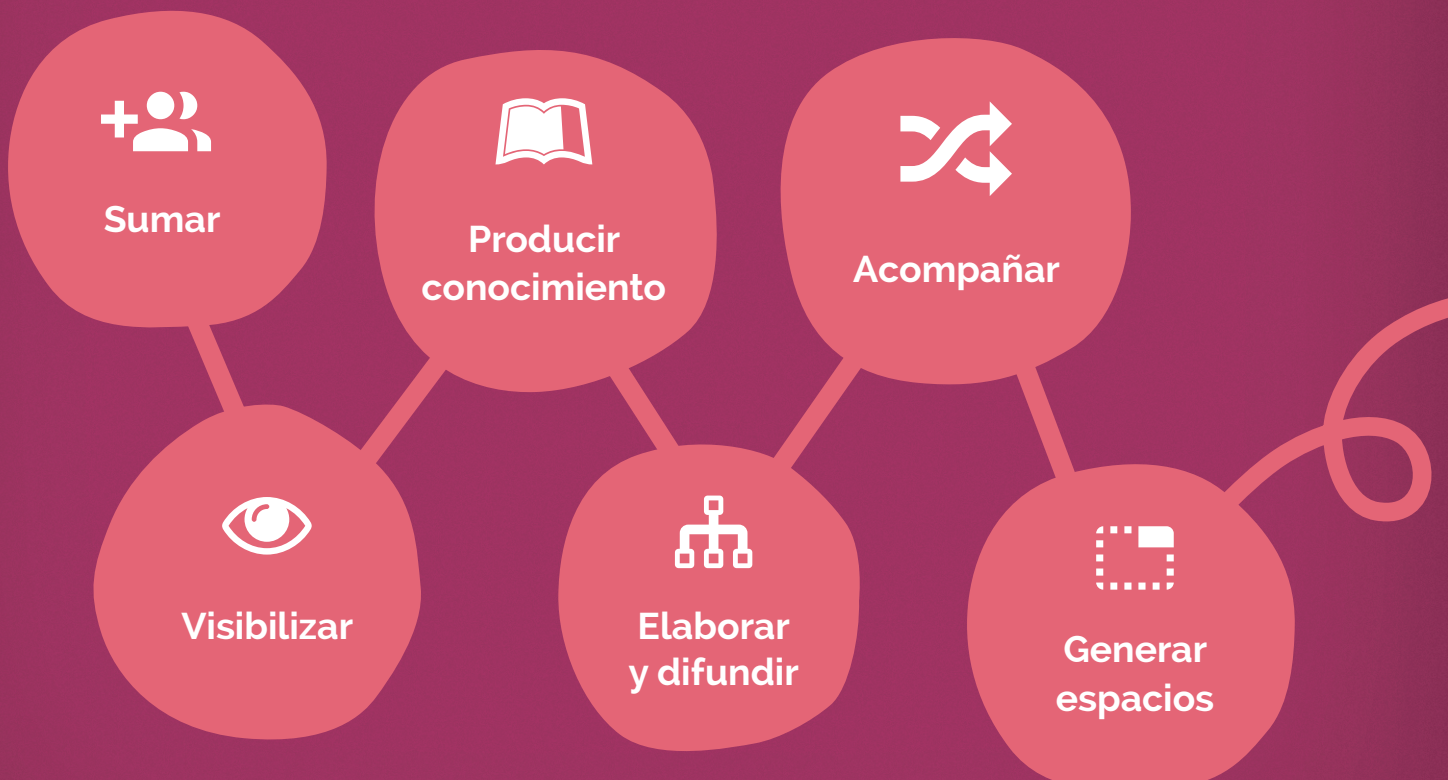 Sumar
Visibilizar
Producir
conocimiento
Elaborar
y difundir
Acompañar
Generar
espacios